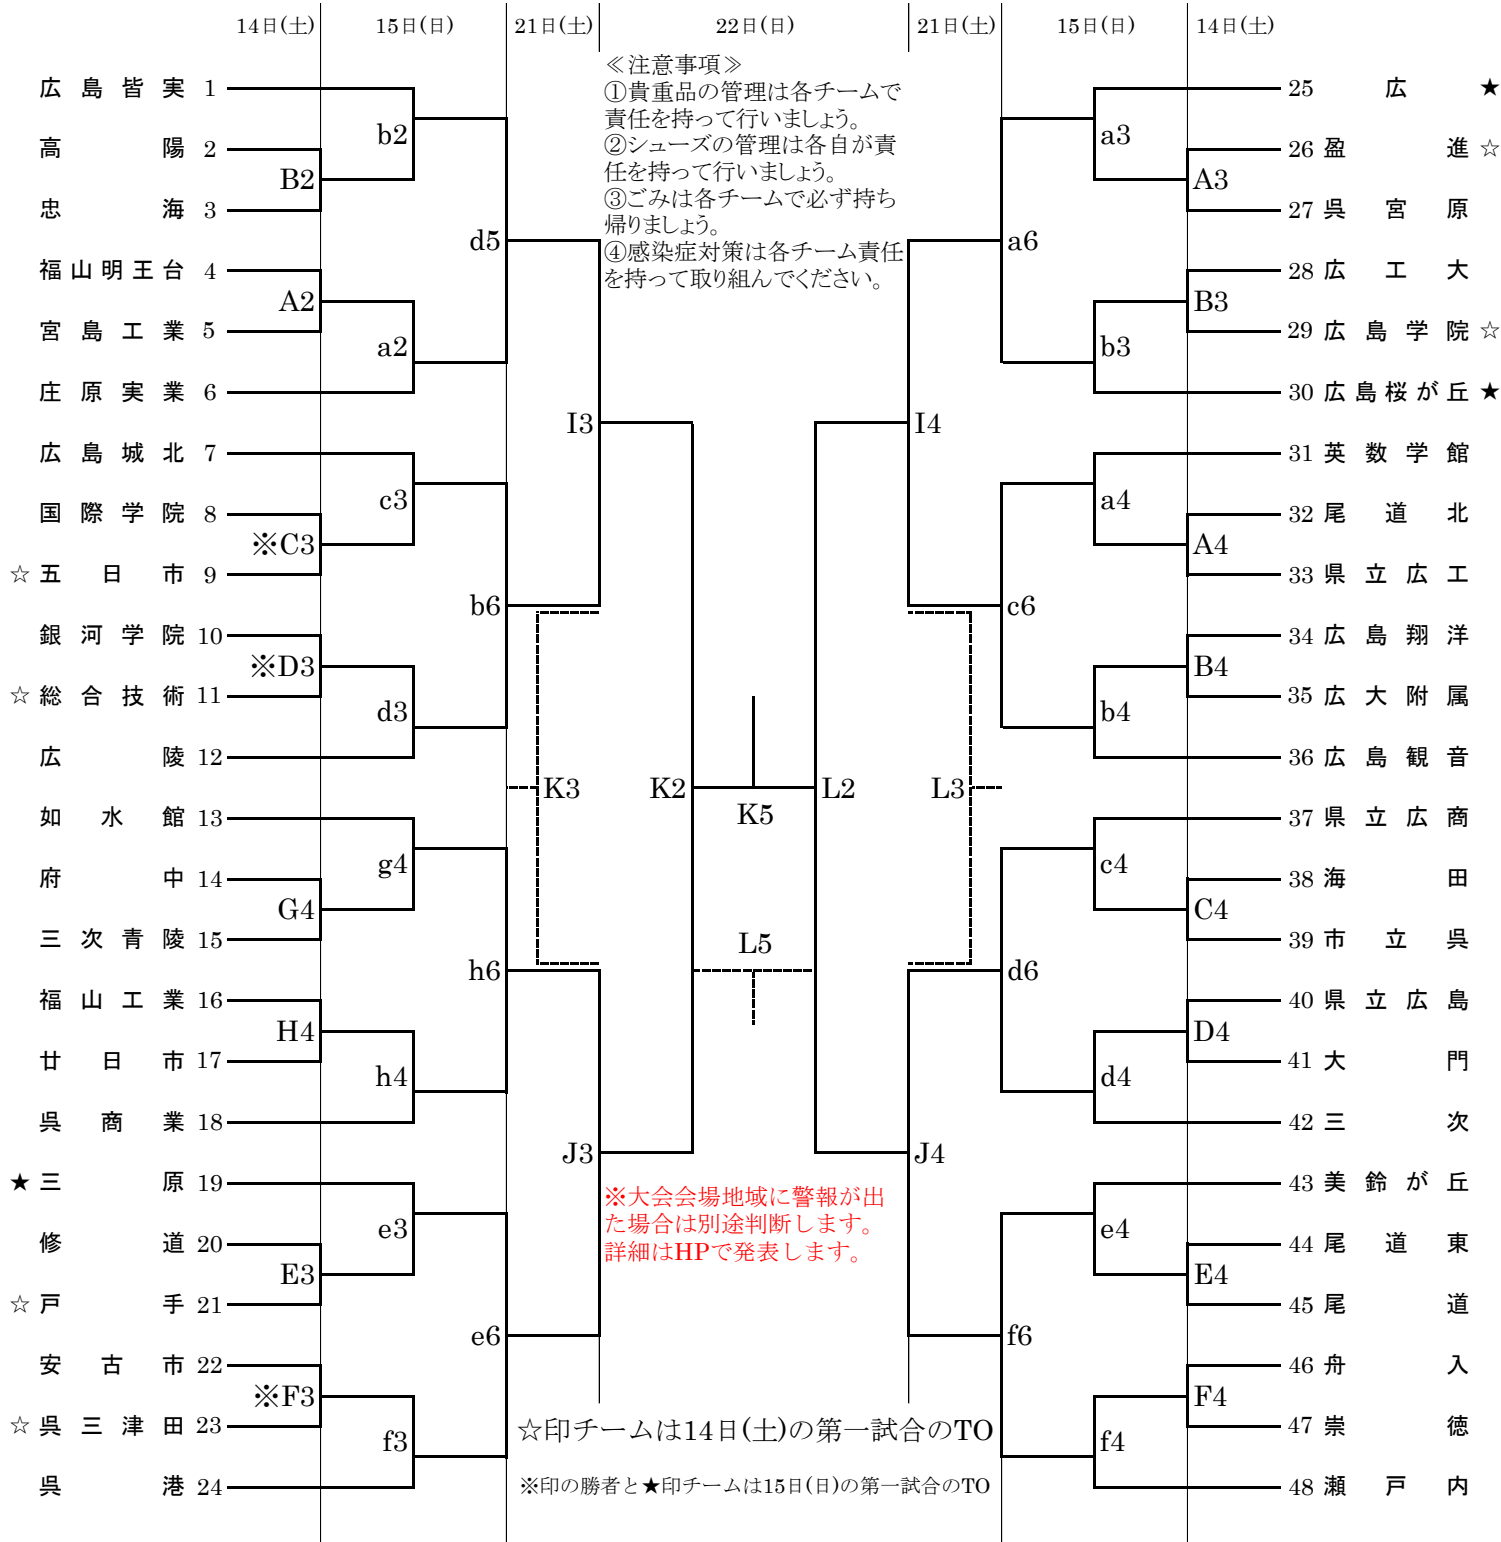 14日(土) 15日(日) 21日(土) 22日(日) 21日(土) 15日(日) 14日(土)
≪注意事項≫
①貴重品の管理は各チームで
責任を持って行いましょう。
②シューズの管理は各自が責
任を持って行いましょう。
③ごみは各チームで必ず持ち
帰りましょう。
④感染症対策は各チーム責任
を持って取り組んでください。
広島皆実 1
高陽 2
忠海 3
福山明王台 4
宮島工業 5
庄原実業 6
広島城北 7
国際学院 8
☆五日市 9
銀河学院 10
☆総合技術 11
広陵 12
如水館 13
府中 14
三次青陵 15
福山工業 16
廿日市 17
呉商業 18
★三原 19
修道 20
☆戸手 21
安古市 22
☆呉三津田 23
呉港 24
B2
A2
※C3
※D3
G4
H4
E3
※F3
b2
a2
c3
d3
g4
h4
e3
f3
d5
b6
h6
e6
I3
J3
K3
K2
K5
L5
L2
L3
I4
J4
a6
c6
d6
f6
a3
b3
a4
b4
c4
d4
e4
f4
A3
B3
A4
B4
C4
D4
E4
F4
25 広 ★
26 盈進 ☆
27 呉宮原
28 広工大
29 広島学院 ☆
30 広島桜が丘 ★
31 英数学館
32 尾道北
33 県立広工
34 広島翔洋
35 広大附属
36 広島観音
37 県立広商
38 海田
39 市立呉
40 県立広島
41 大門
42 三次
43 美鈴が丘
44 尾道東
45 尾道
46 舟入
47 崇徳
48 瀬戸内
※大会会場地域に警報が出
た場合は別途判断します。
詳細はHPで発表します。
☆印チームは14日(土)の第一試合のTO
※印の勝者と★印チームは15日(日)の第一試合のTO